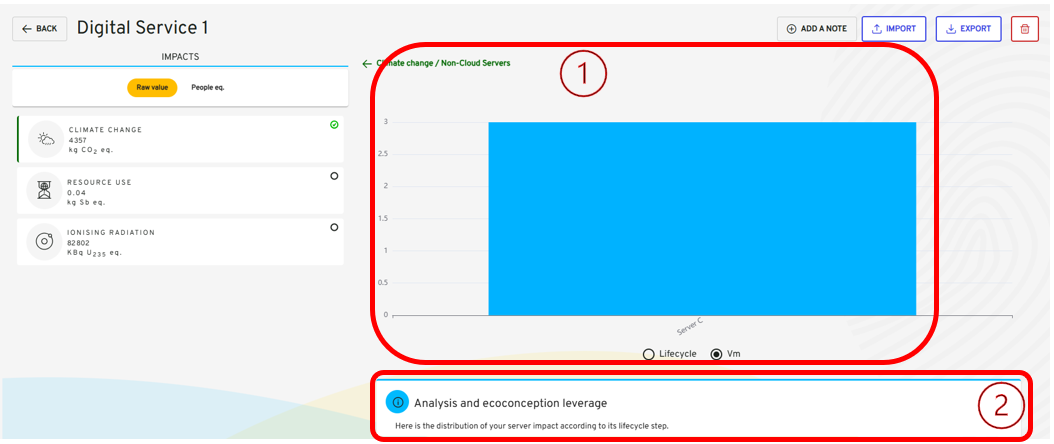 ← BACK
Digital Service 1
ADD A NOTE
IMPORT
EXPORT
IMPACTS
Raw value
People eq.
CLIMATE CHANGE
4357
kg CO₂ eq.
RESOURCE USE
0.04
kg Sb eq.
IONISING RADIATION
82802
KBq U₂₃₅ eq.
← Climate change / Non-Cloud Servers
1
3
2.5
2
1.5
1
0.5
0
Server C
Lifecycle
Vm
Analysis and ecoconception leverage
2
Here is the distribution of your server impact according to its lifecycle step.